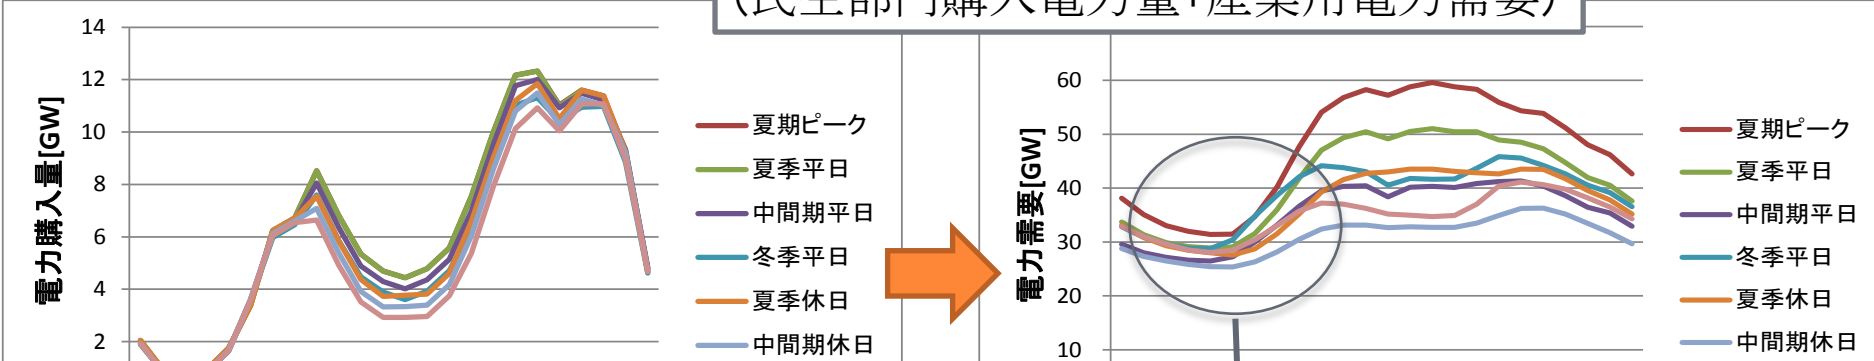 (民生部門購入電力量+産業用電力需要)
電力購入量[GW]
14
12
10
8
6
4
2
夏期ピーク
夏季平日
中間期平日
冬季平日
夏季休日
中間期休日
電力需要[GW]
60
50
40
30
20
10
夏期ピーク
夏季平日
中間期平日
冬季平日
夏季休日
中間期休日